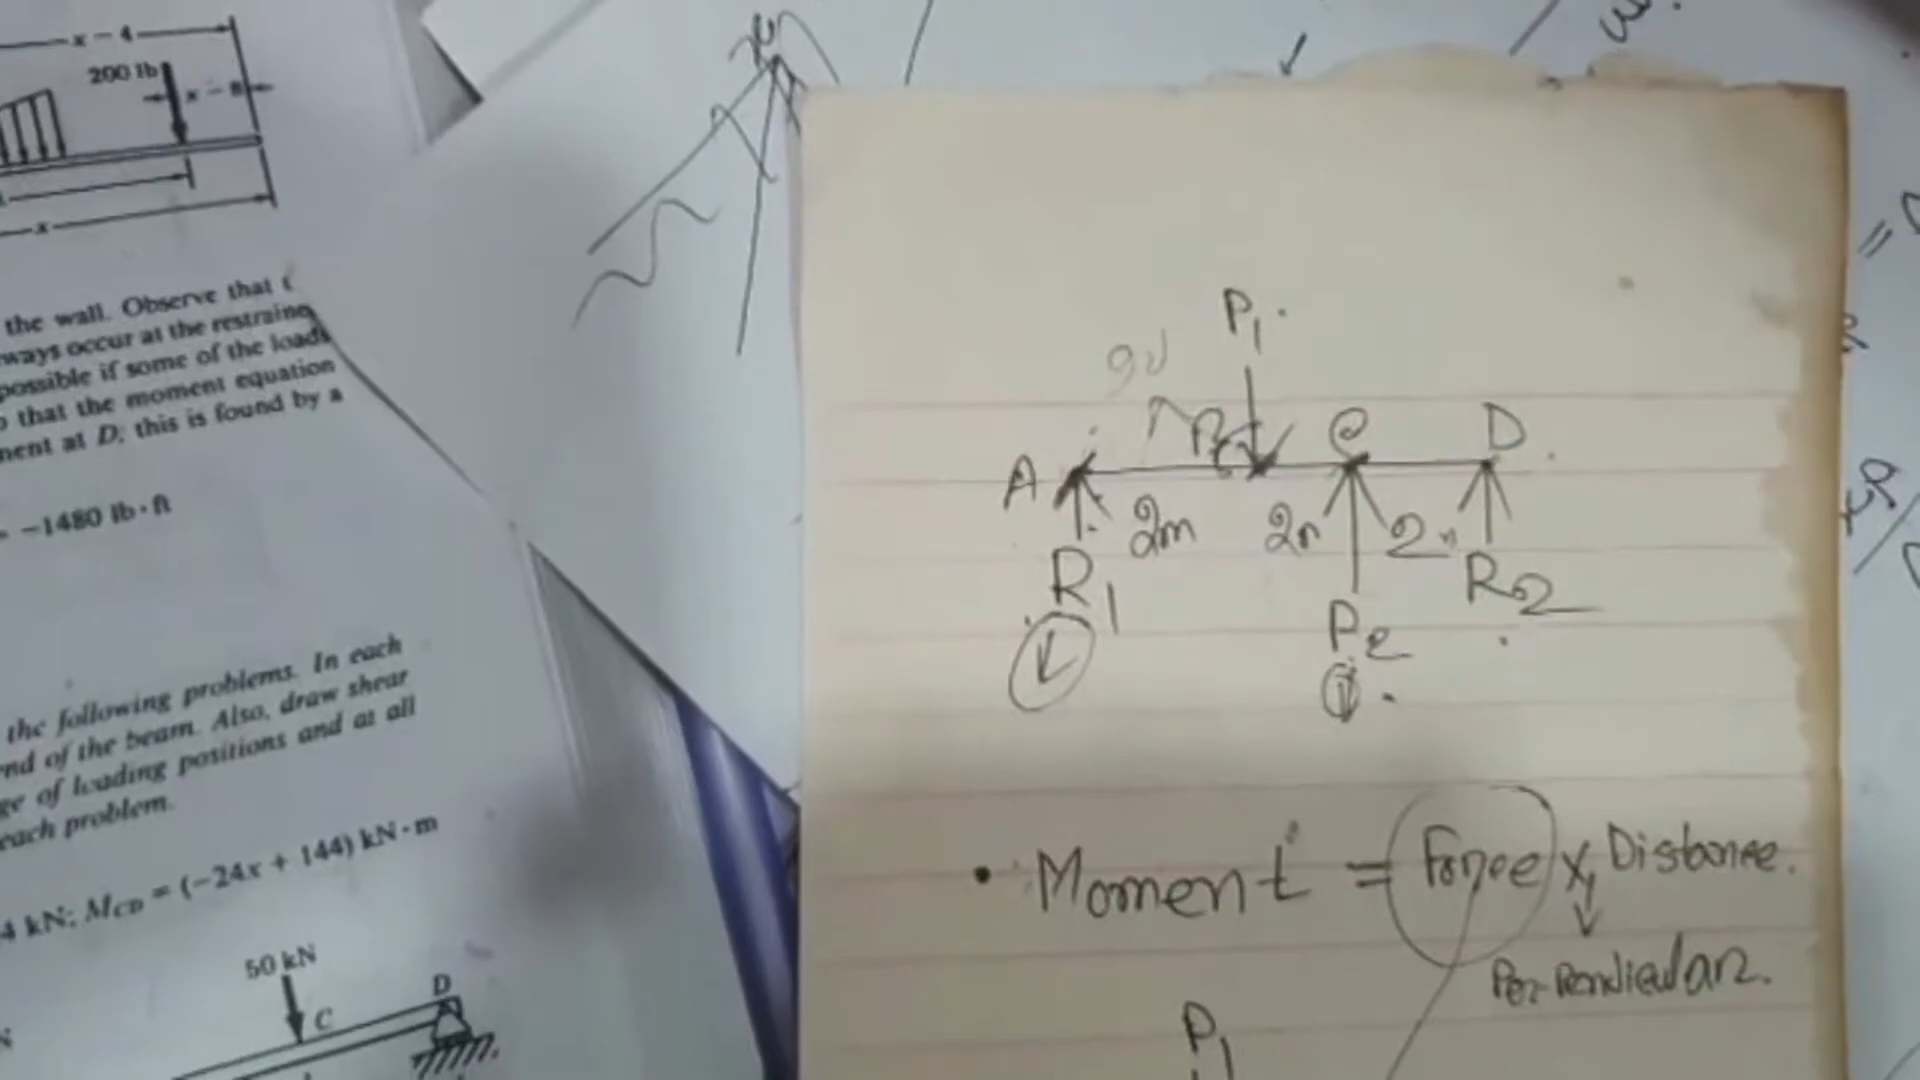 x - 4
200 lb
x - 8
x
the wall. Observe that
ways occur at the restraine
possible if some of the loads
that the moment equation
nent at D; this is found by a
= -1480 lb·ft
the following problems. In each
end of the beam. Also, draw shear
ge of loading positions and at all
each problem.
4 kN; MCD = (-24x + 144) kN·m
50 kN
C
D
P1
A
C
D
2m
2m
2m
R1
P2
R2
• Moment = Force x Distance.
Perpendicular.
P1